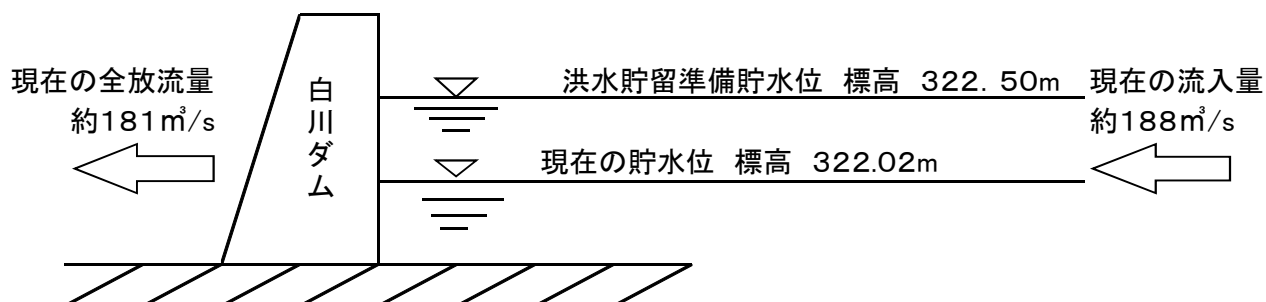 現在の全放流量
約181㎥/s
白川ダム
洪水貯留準備貯水位 標高 322.50m
現在の貯水位 標高 322.02m
現在の流入量
約188㎥/s